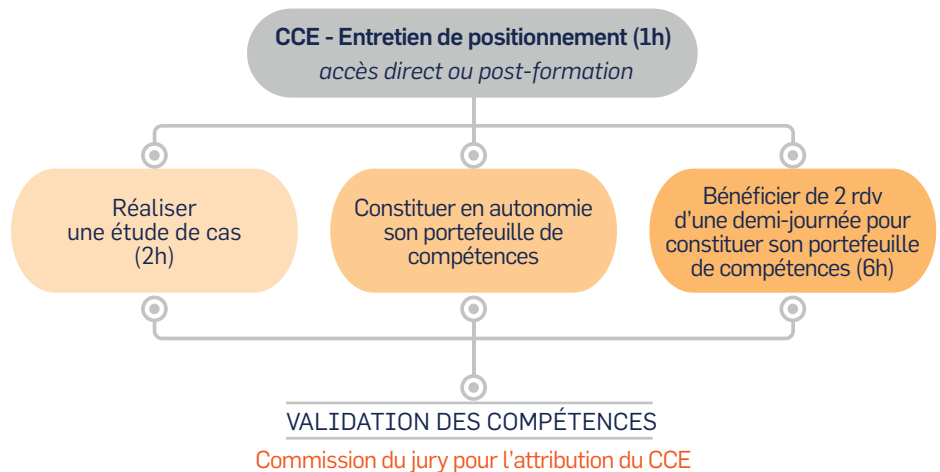 CCE - Entretien de positionnement (1h)
accès direct ou post-formation
Réaliser
une étude de cas
(2h)
Constituer en autonomie
son portefeuille de
compétences
Bénéficier de 2 rdv
d'une demi-journée pour
constituer son portefeuille
de compétences (6h)
VALIDATION DES COMPÉTENCES
Commission du jury pour l'attribution du CCE